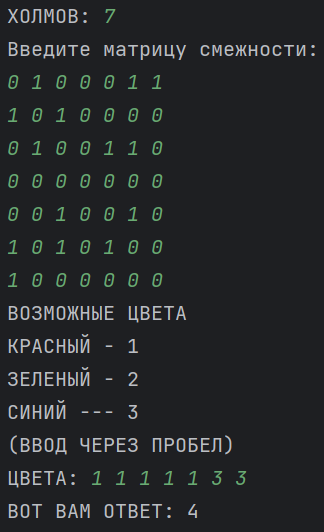 ХОЛМОВ: 7
Введите матрицу смежности:
0 1 0 0 0 1 1
1 0 1 0 0 0 0
0 1 0 0 1 1 0
0 0 0 0 0 0 0
0 0 1 0 0 1 0
1 0 1 0 1 0 0
1 0 0 0 0 0 0
ВОЗМОЖНЫЕ ЦВЕТА
КРАСНЫЙ - 1
ЗЕЛЕНЫЙ - 2
СИНИЙ --- 3
(ВВОД ЧЕРЕЗ ПРОБЕЛ)
ЦВЕТА: 1 1 1 1 1 3 3
ВОТ ВАМ ОТВЕТ: 4